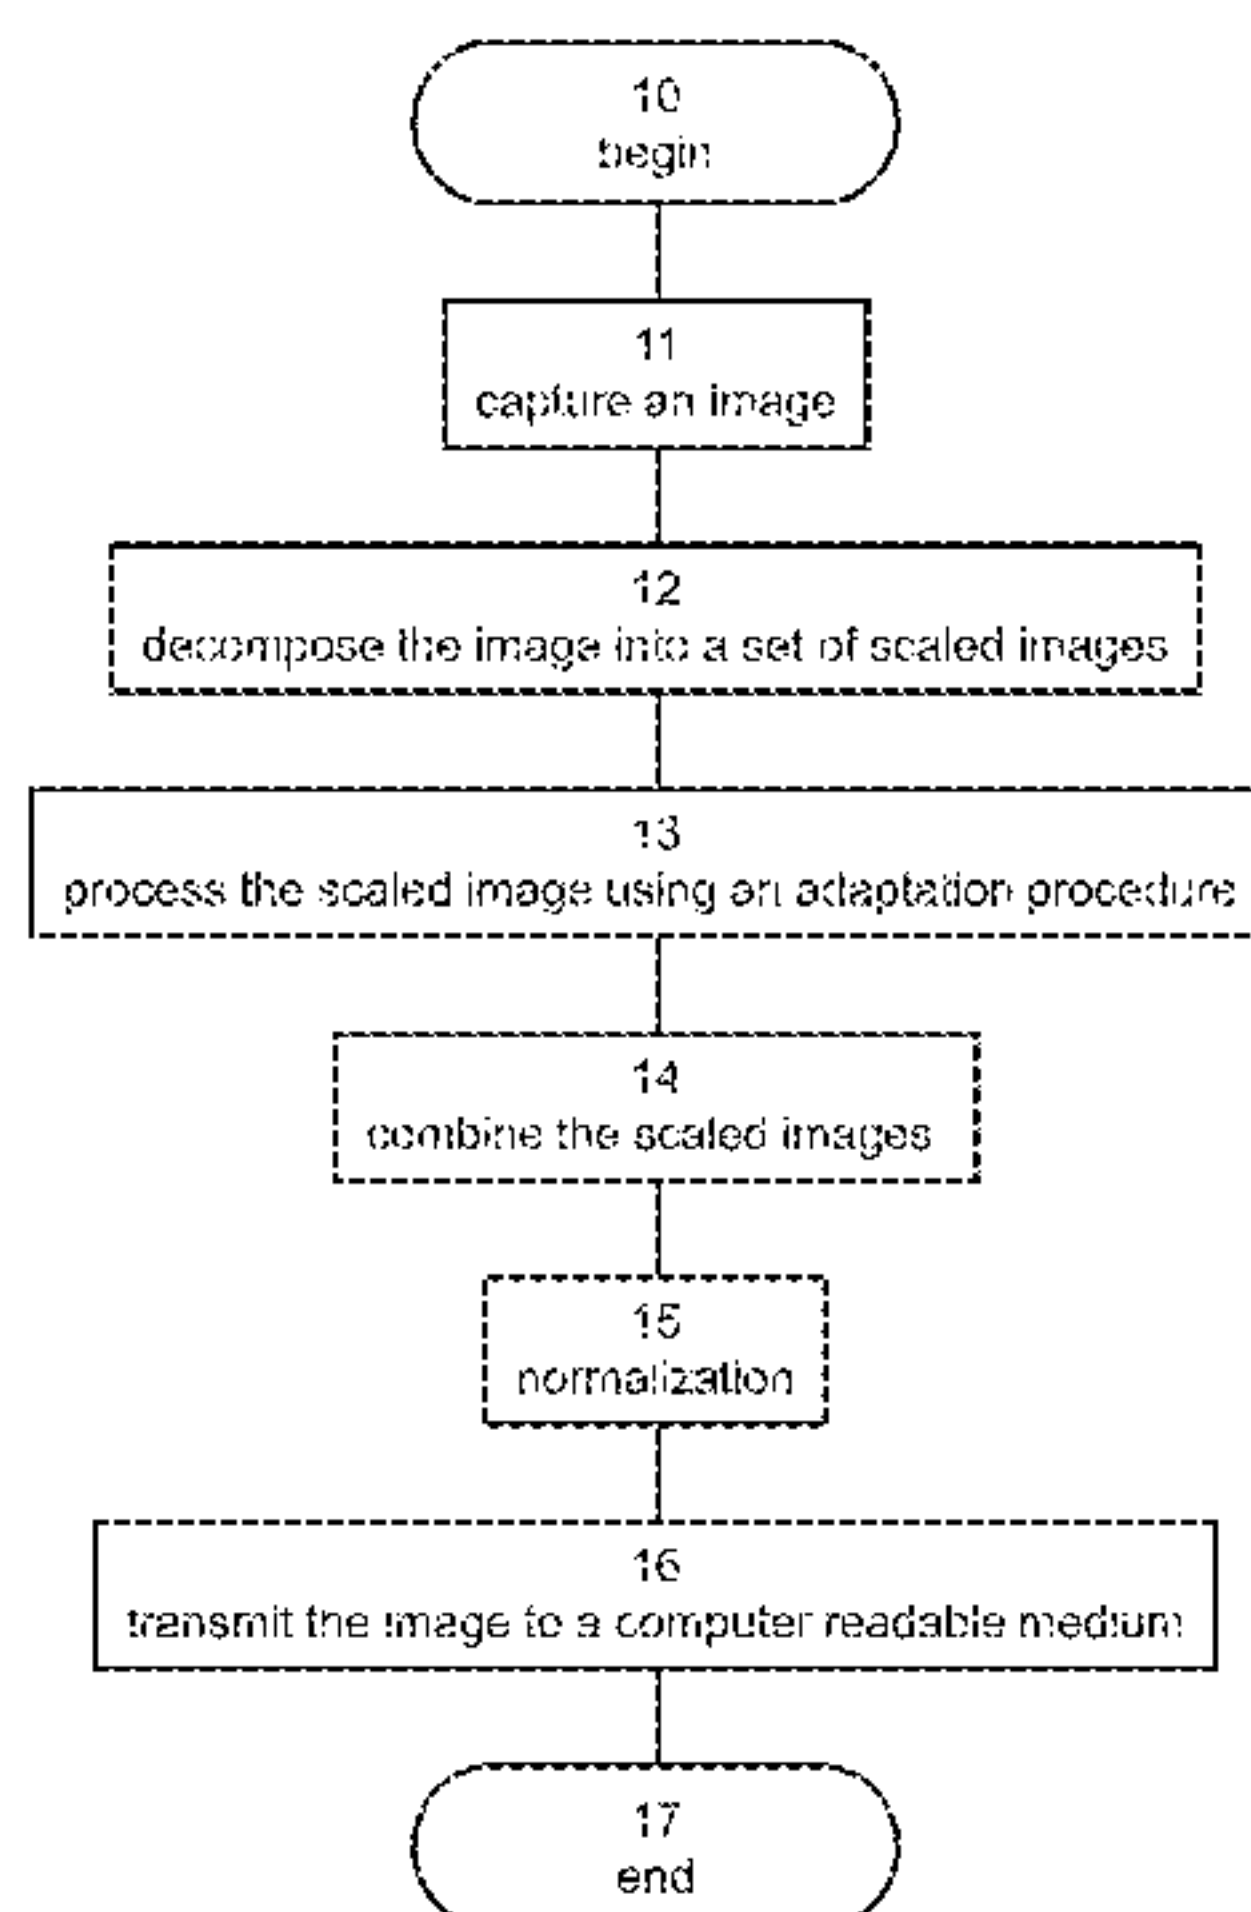 10
begin
11
capture an image
12
decompose the image into a set of scaled images
13
process the scaled image using an adaptation procedure
14
combine the scaled images
15
normalization
16
transmit the image to a computer readable medium
17
end